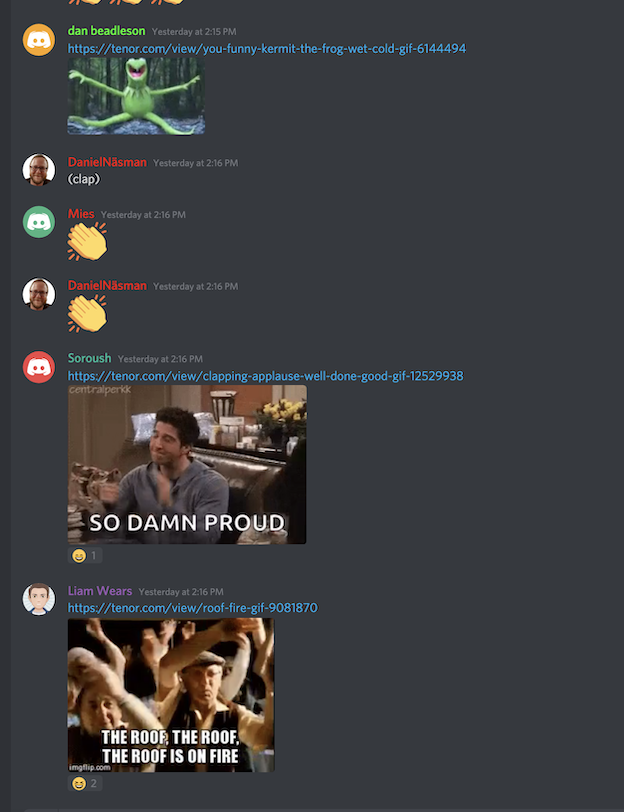 dan beadleson Yesterday at 2:15 PM
https://tenor.com/view/you-funny-kermit-the-frog-wet-cold-gif-6144494
DanielNäsman Yesterday at 2:16 PM
(clap)
Mies Yesterday at 2:16 PM
DanielNäsman Yesterday at 2:16 PM
Soroush Yesterday at 2:16 PM
https://tenor.com/view/clapping-applause-well-done-good-gif-12529938
centralperkk
SO DAMN PROUD
1
Liam Wears Yesterday at 2:16 PM
https://tenor.com/view/roof-fire-gif-9081870
THE ROOF, THE ROOF,
THE ROOF IS ON FIRE
imgflip.com
2